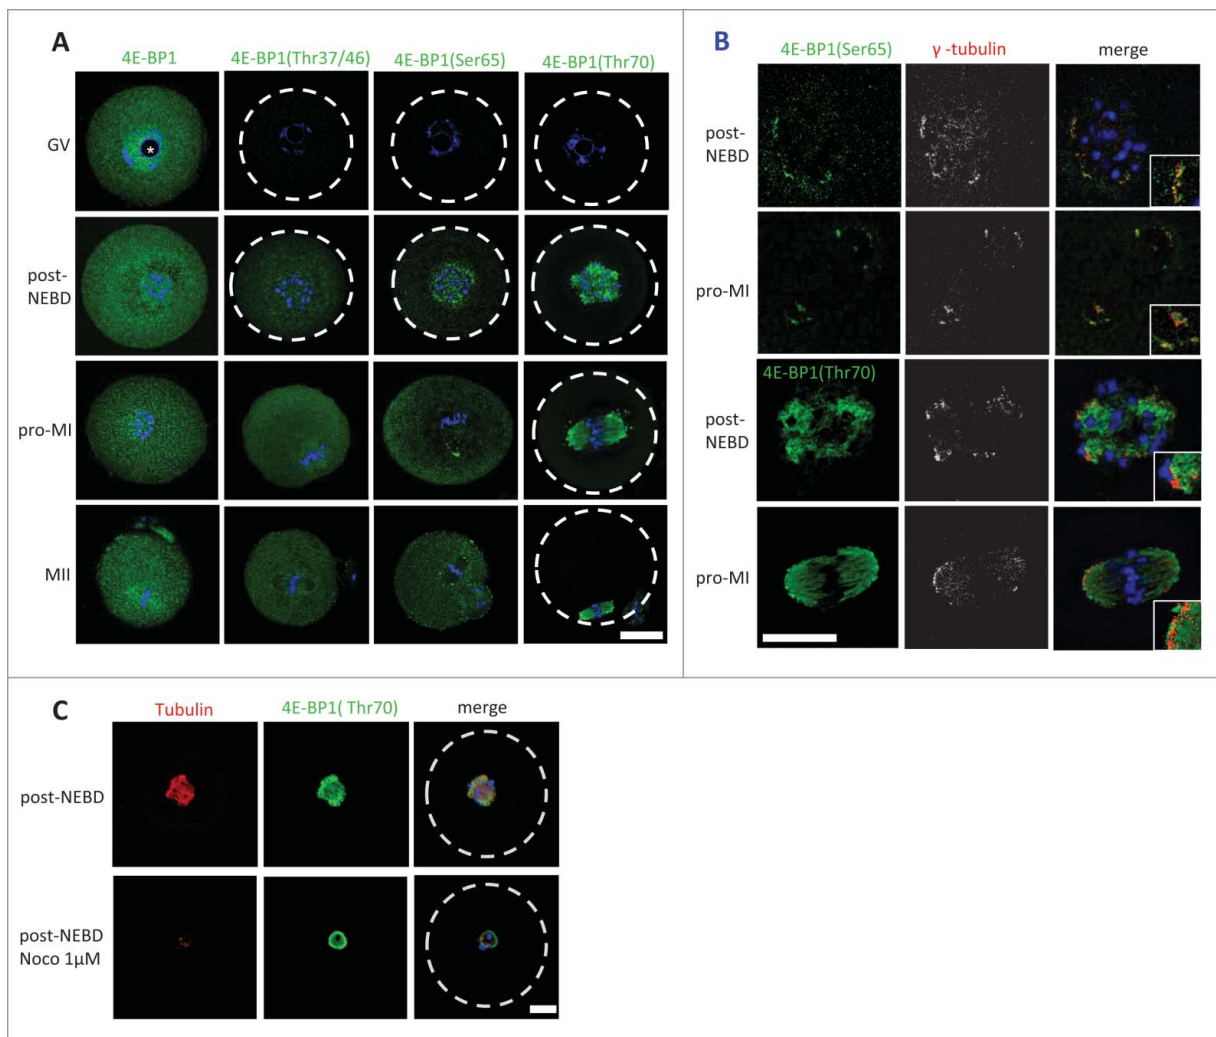 A
4E-BP1 4E-BP1(Thr37/46) 4E-BP1(Ser65) 4E-BP1(Thr70)
GV
*
post-
NEBD
pro-MI
MII
B
4E-BP1(Ser65) γ -tubulin merge
post-
NEBD
pro-MI
4E-BP1(Thr70)
post-
NEBD
pro-MI
C
Tubulin 4E-BP1( Thr70) merge
post-NEBD
post-NEBD
Noco 1µM